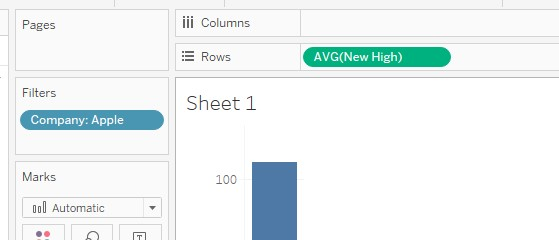 Pages
Columns
Rows
AVG(New High)
Filters
Company: Apple
Sheet 1
Marks
Automatic
100
T